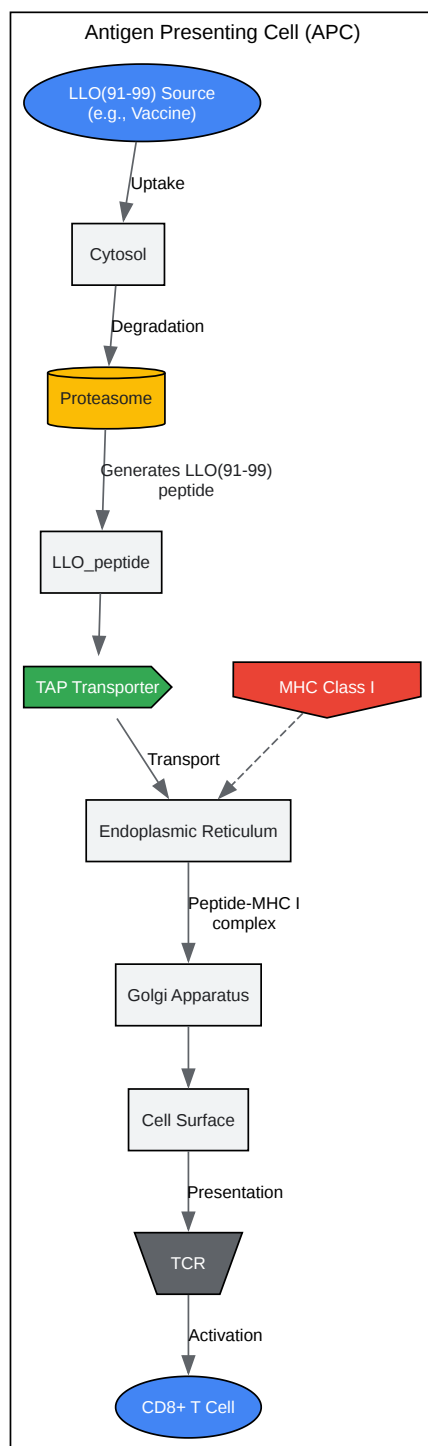 Antigen Presenting Cell (APC)
LLO(91-99) Source
(e.g., Vaccine)
Uptake
Cytosol
Degradation
Proteasome
Generates LLO(91-99)
peptide
LLO_peptide
TAP Transporter
MHC Class I
Transport
Endoplasmic Reticulum
Peptide-MHC I
complex
Golgi Apparatus
Cell Surface
Presentation
TCR
Activation
CD8+ T Cell